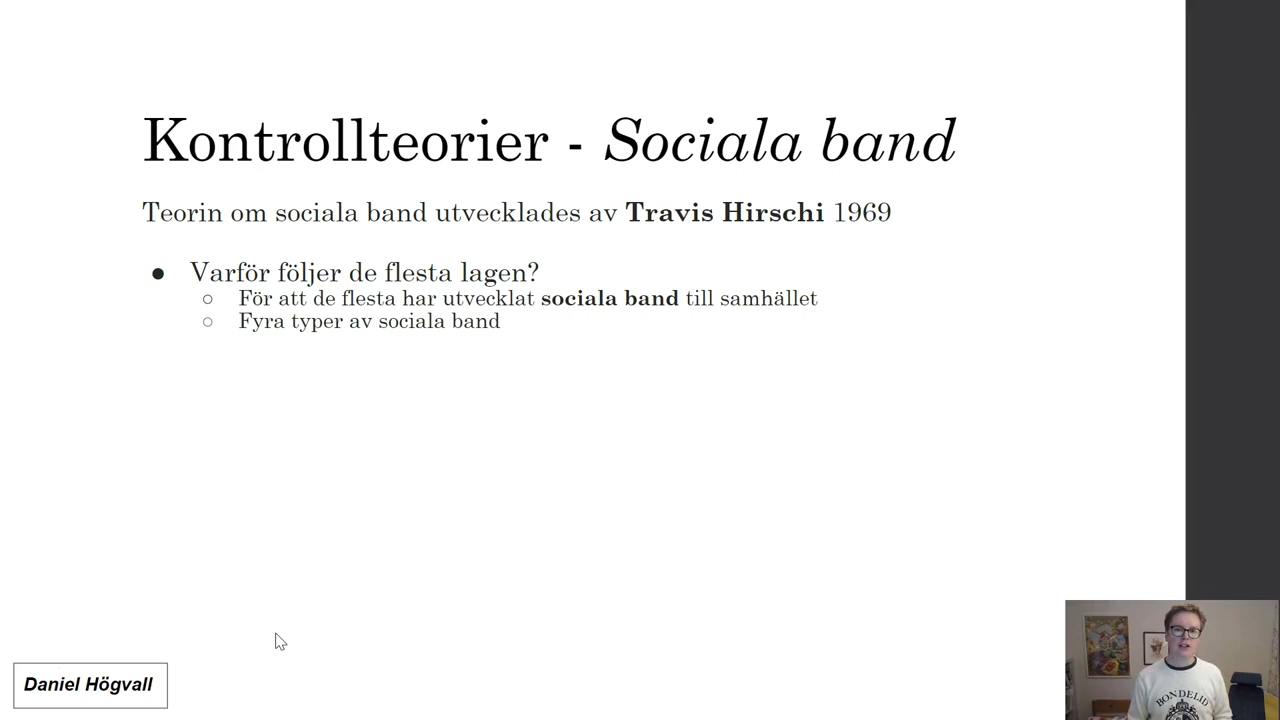 Kontrollteorier - Sociala band
Teorin om sociala band utvecklades av Travis Hirschi 1969
● Varför följer de flesta lagen?
○ För att de flesta har utvecklat sociala band till samhället
○ Fyra typer av sociala band
Daniel Högvall
BONDELID